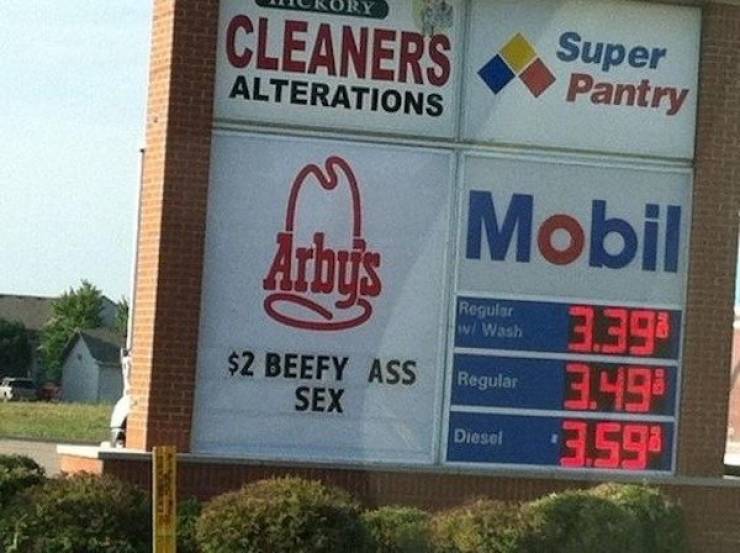 HICKORY
CLEANERS
ALTERATIONS
Super
Pantry
Arby's
$2 BEEFY ASS
SEX
Mobil
Regular
w/ Wash 3.39
Regular 3.49
Diesel 3.59